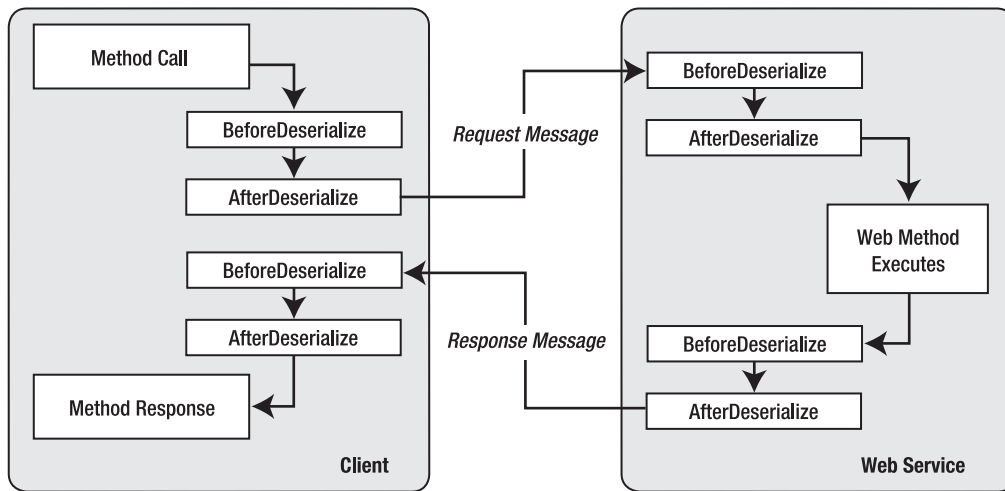 Method Call
BeforeDeserialize
AfterDeserialize
Request Message
BeforeDeserialize
AfterDeserialize
Web Method
Executes
BeforeDeserialize
AfterDeserialize
Response Message
BeforeDeserialize
AfterDeserialize
Method Response
Client
Web Service